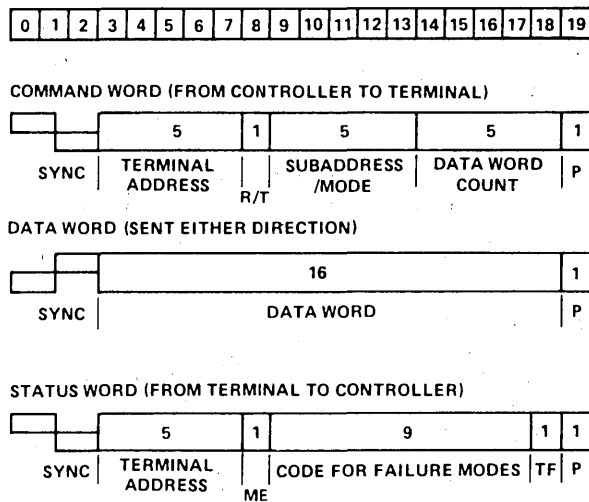 0 1 2 3 4 5 6 7 8 9 10 11 12 13 14 15 16 17 18 19
COMMAND WORD (FROM CONTROLLER TO TERMINAL)
5 1 5 5 1
SYNC TERMINAL ADDRESS R/T SUBADDRESS /MODE DATA WORD COUNT P
DATA WORD (SENT EITHER DIRECTION)
16 1
SYNC DATA WORD P
STATUS WORD (FROM TERMINAL TO CONTROLLER)
5 1 9 1 1
SYNC TERMINAL ADDRESS ME CODE FOR FAILURE MODES TF P